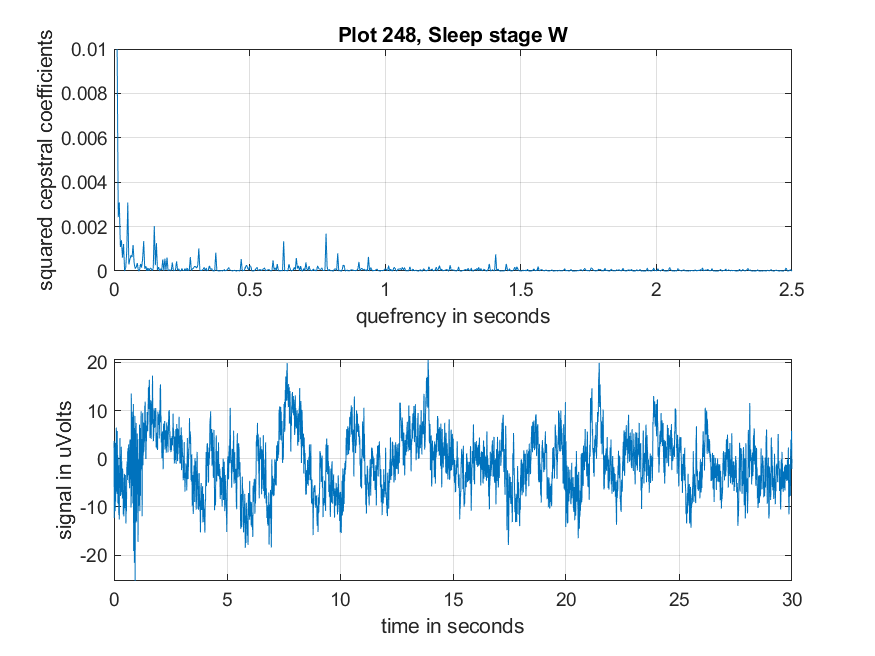 Plot 248, Sleep stage W
squared cepstral coefficients
0.01
0.008
0.006
0.004
0.002
0
0 0.5 1 1.5 2 2.5
quefrency in seconds
signal in uVolts
20
10
0
-10
-20
0 5 10 15 20 25 30
time in seconds